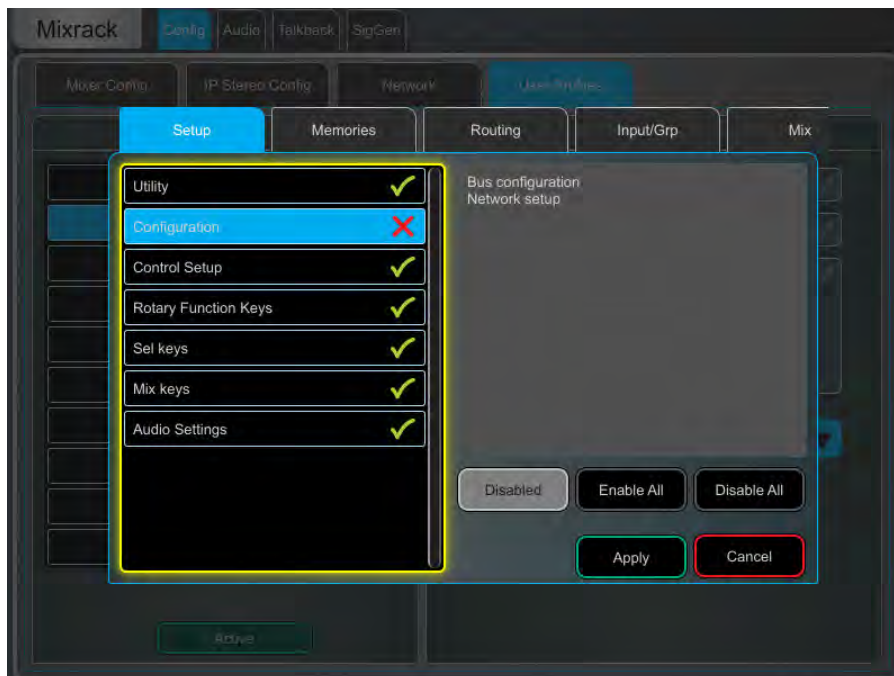 Mixrack
Config
Audio
Talkback
SigGen
Mixer Config
IP Stereo Config
Network
User Profiles
Setup
Memories
Routing
Input/Grp
Mix
Utility
Configuration
Control Setup
Rotary Function Keys
Sel keys
Mix keys
Audio Settings
Bus configuration
Network setup
Disabled
Enable All
Disable All
Apply
Cancel
Active